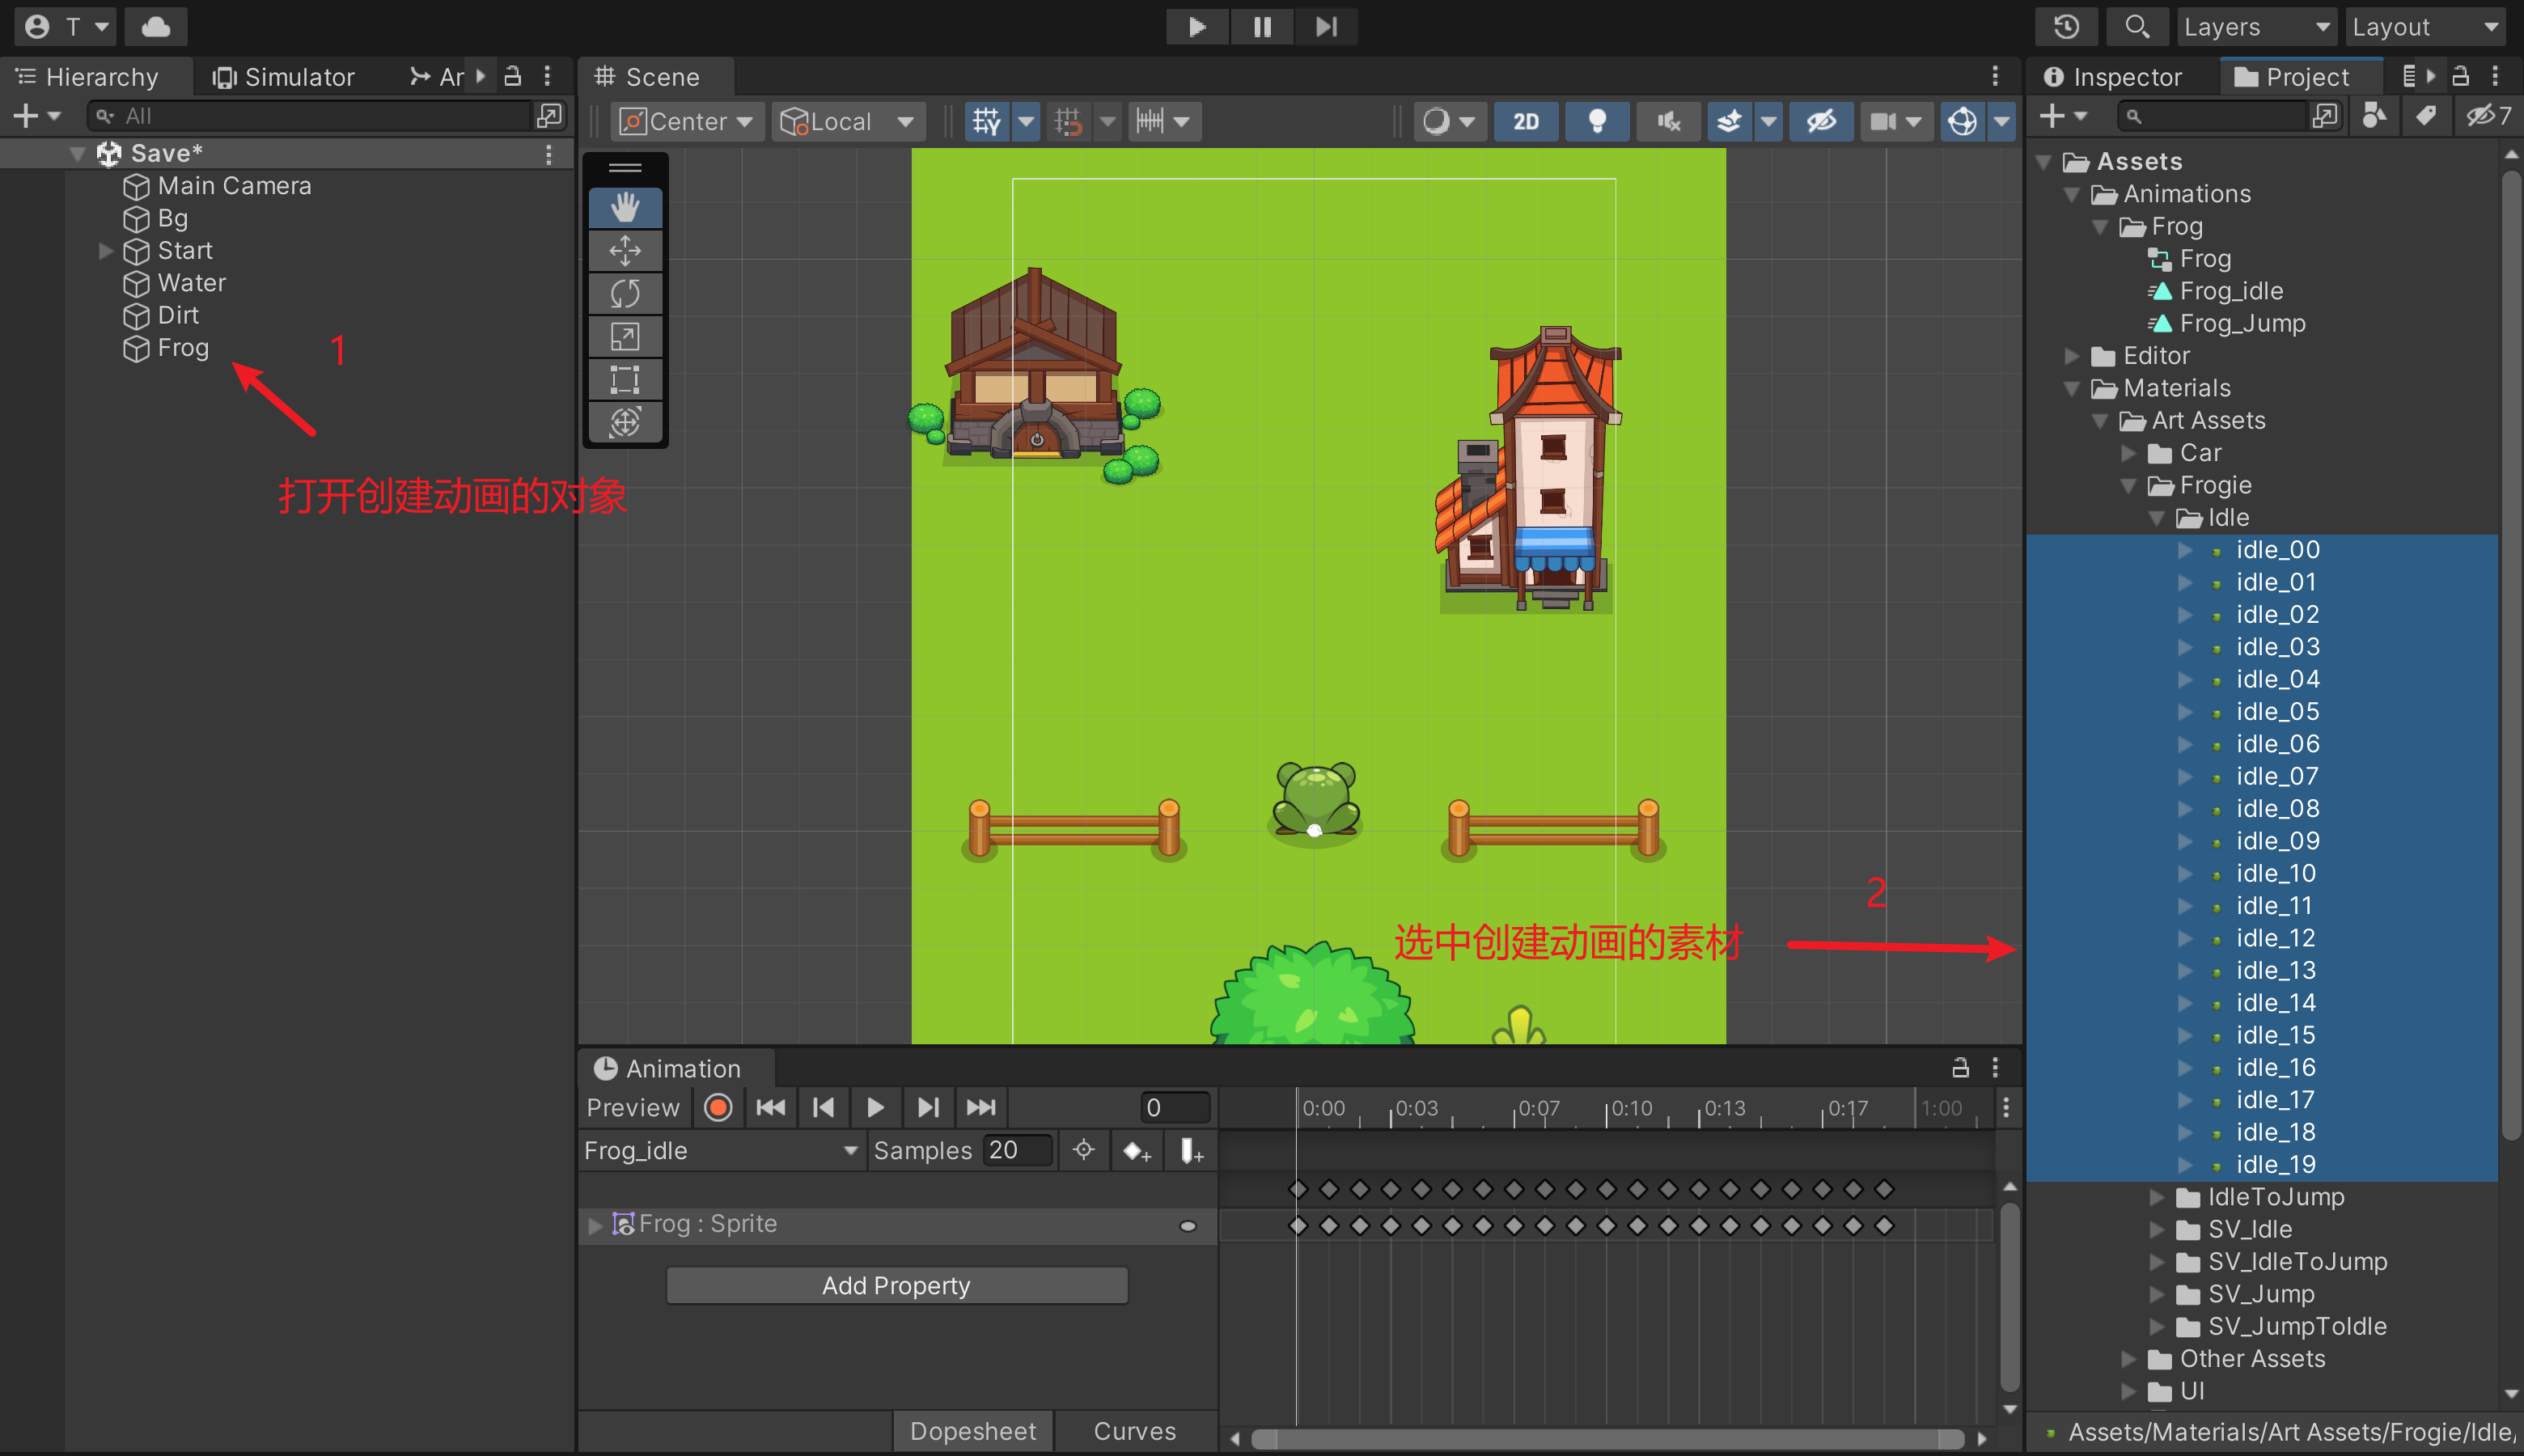 T
Layers
Layout
Hierarchy
Simulator
Ar
All
Save*
Main Camera
Bg
Start
Water
Dirt
Frog
1
打开创建动画的对象
Scene
Center
Local
2D
2
选中创建动画的素材
Animation
Preview
0
0:00
0:03
0:07
0:10
0:13
0:17
1:00
Frog_idle
Samples
20
Frog : Sprite
Add Property
Dopesheet
Curves
Inspector
Project
7
Assets
Animations
Frog
Frog
Frog_idle
Frog_Jump
Editor
Materials
Art Assets
Car
Frogie
Idle
idle_00
idle_01
idle_02
idle_03
idle_04
idle_05
idle_06
idle_07
idle_08
idle_09
idle_10
idle_11
idle_12
idle_13
idle_14
idle_15
idle_16
idle_17
idle_18
idle_19
IdleToJump
SV_Idle
SV_IdleToJump
SV_Jump
SV_JumpToIdle
Other Assets
UI
Assets/Materials/Art Assets/Frogie/Idle/